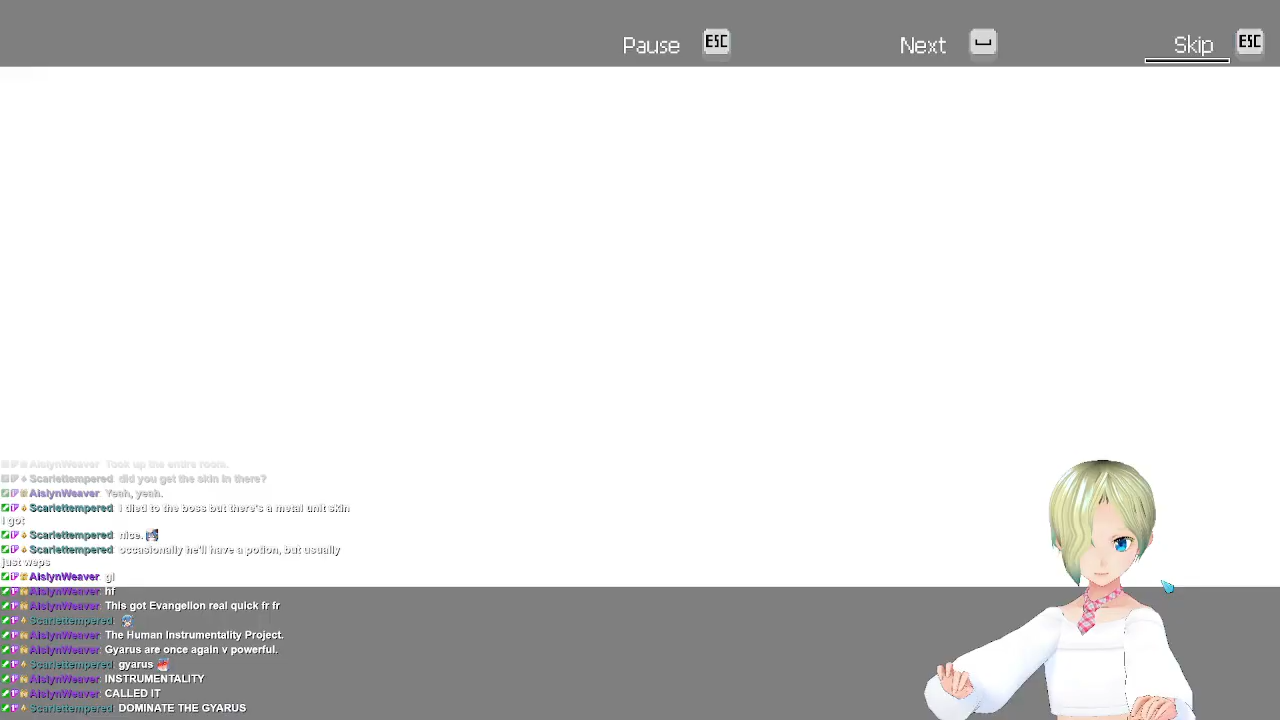 Pause ESC Next Skip ESC
AislynWeaver Took up the entire room.
Scarlettempered did you get the skin in there?
AislynWeaver Yeah, yeah.
Scarlettempered I died to the boss but there's a metal unit skin
I got
Scarlettempered nice.
Scarlettempered occasionally he'll have a potion, but usually
just weps
AislynWeaver gl
AislynWeaver hf
AislynWeaver This got Evangelion real quick fr fr
Scarlettempered
AislynWeaver The Human Instrumentality Project.
AislynWeaver Gyarus are once again v powerful.
Scarlettempered gyarus
AislynWeaver INSTRUMENTALITY
AislynWeaver CALLED IT
Scarlettempered DOMINATE THE GYARUS